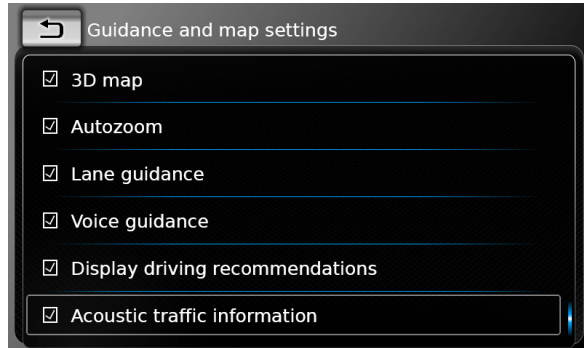 Guidance and map settings
3D map
Autozoom
Lane guidance
Voice guidance
Display driving recommendations
Acoustic traffic information